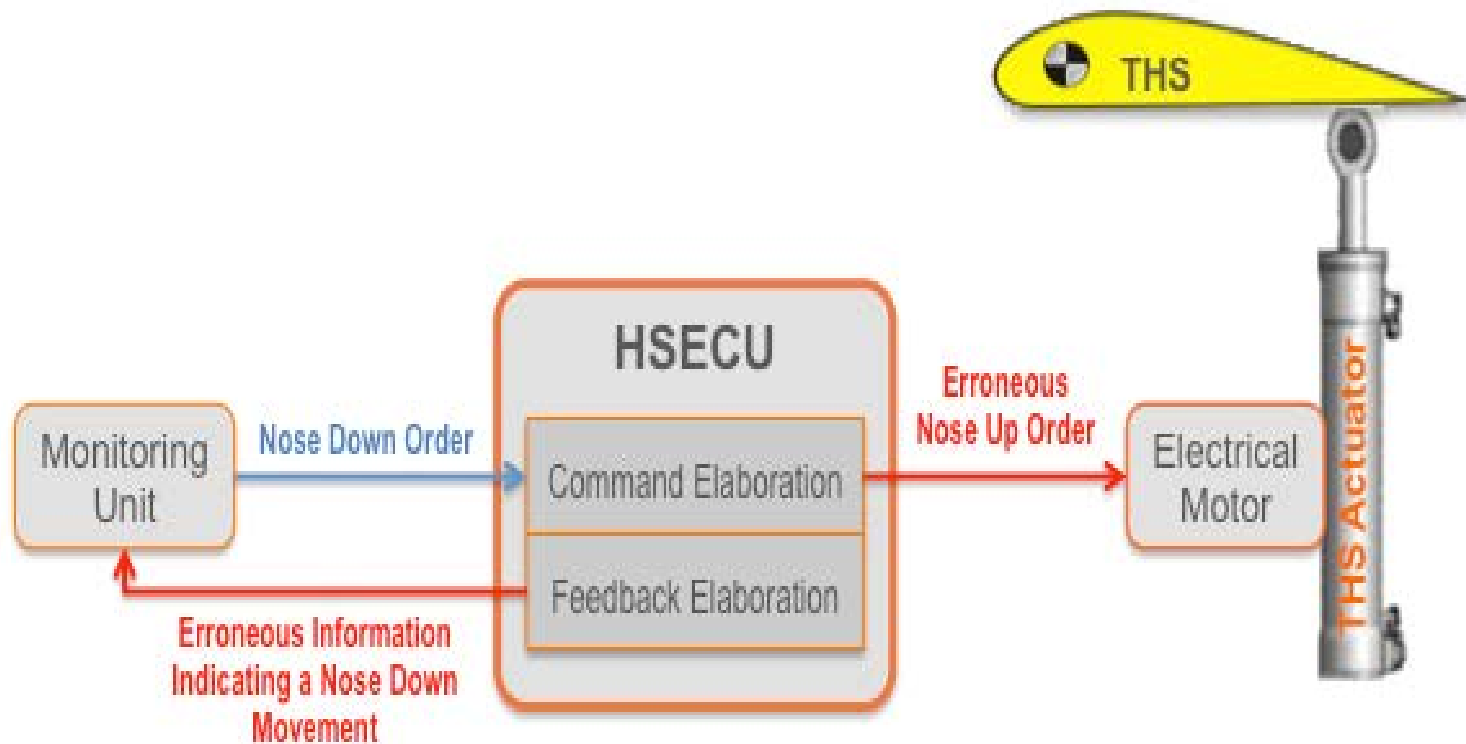 THS
HSECU
Erroneous
Nose Up Order
Monitoring
Unit
Nose Down Order
Command Elaboration
Electrical
Motor
THS Actuator
Feedback Elaboration
Erroneous Information
Indicating a Nose Down
Movement